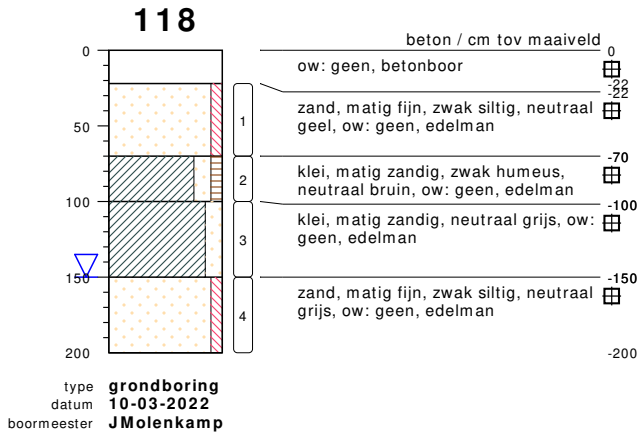 118
beton / cm tov maaiveld
0
0
ow: geen, betonboor
-22
-22
zand, matig fijn, zwak siltig, neutraal
geel, ow: geen, edelman
1
50
-70
klei, matig zandig, zwak humeus,
neutraal bruin, ow: geen, edelman
2
100
-100
klei, matig zandig, neutraal grijs, ow:
geen, edelman
3
150
-150
zand, matig fijn, zwak siltig, neutraal
grijs, ow: geen, edelman
4
200
-200
type grondboring
datum 10-03-2022
boormeester JMolenkamp